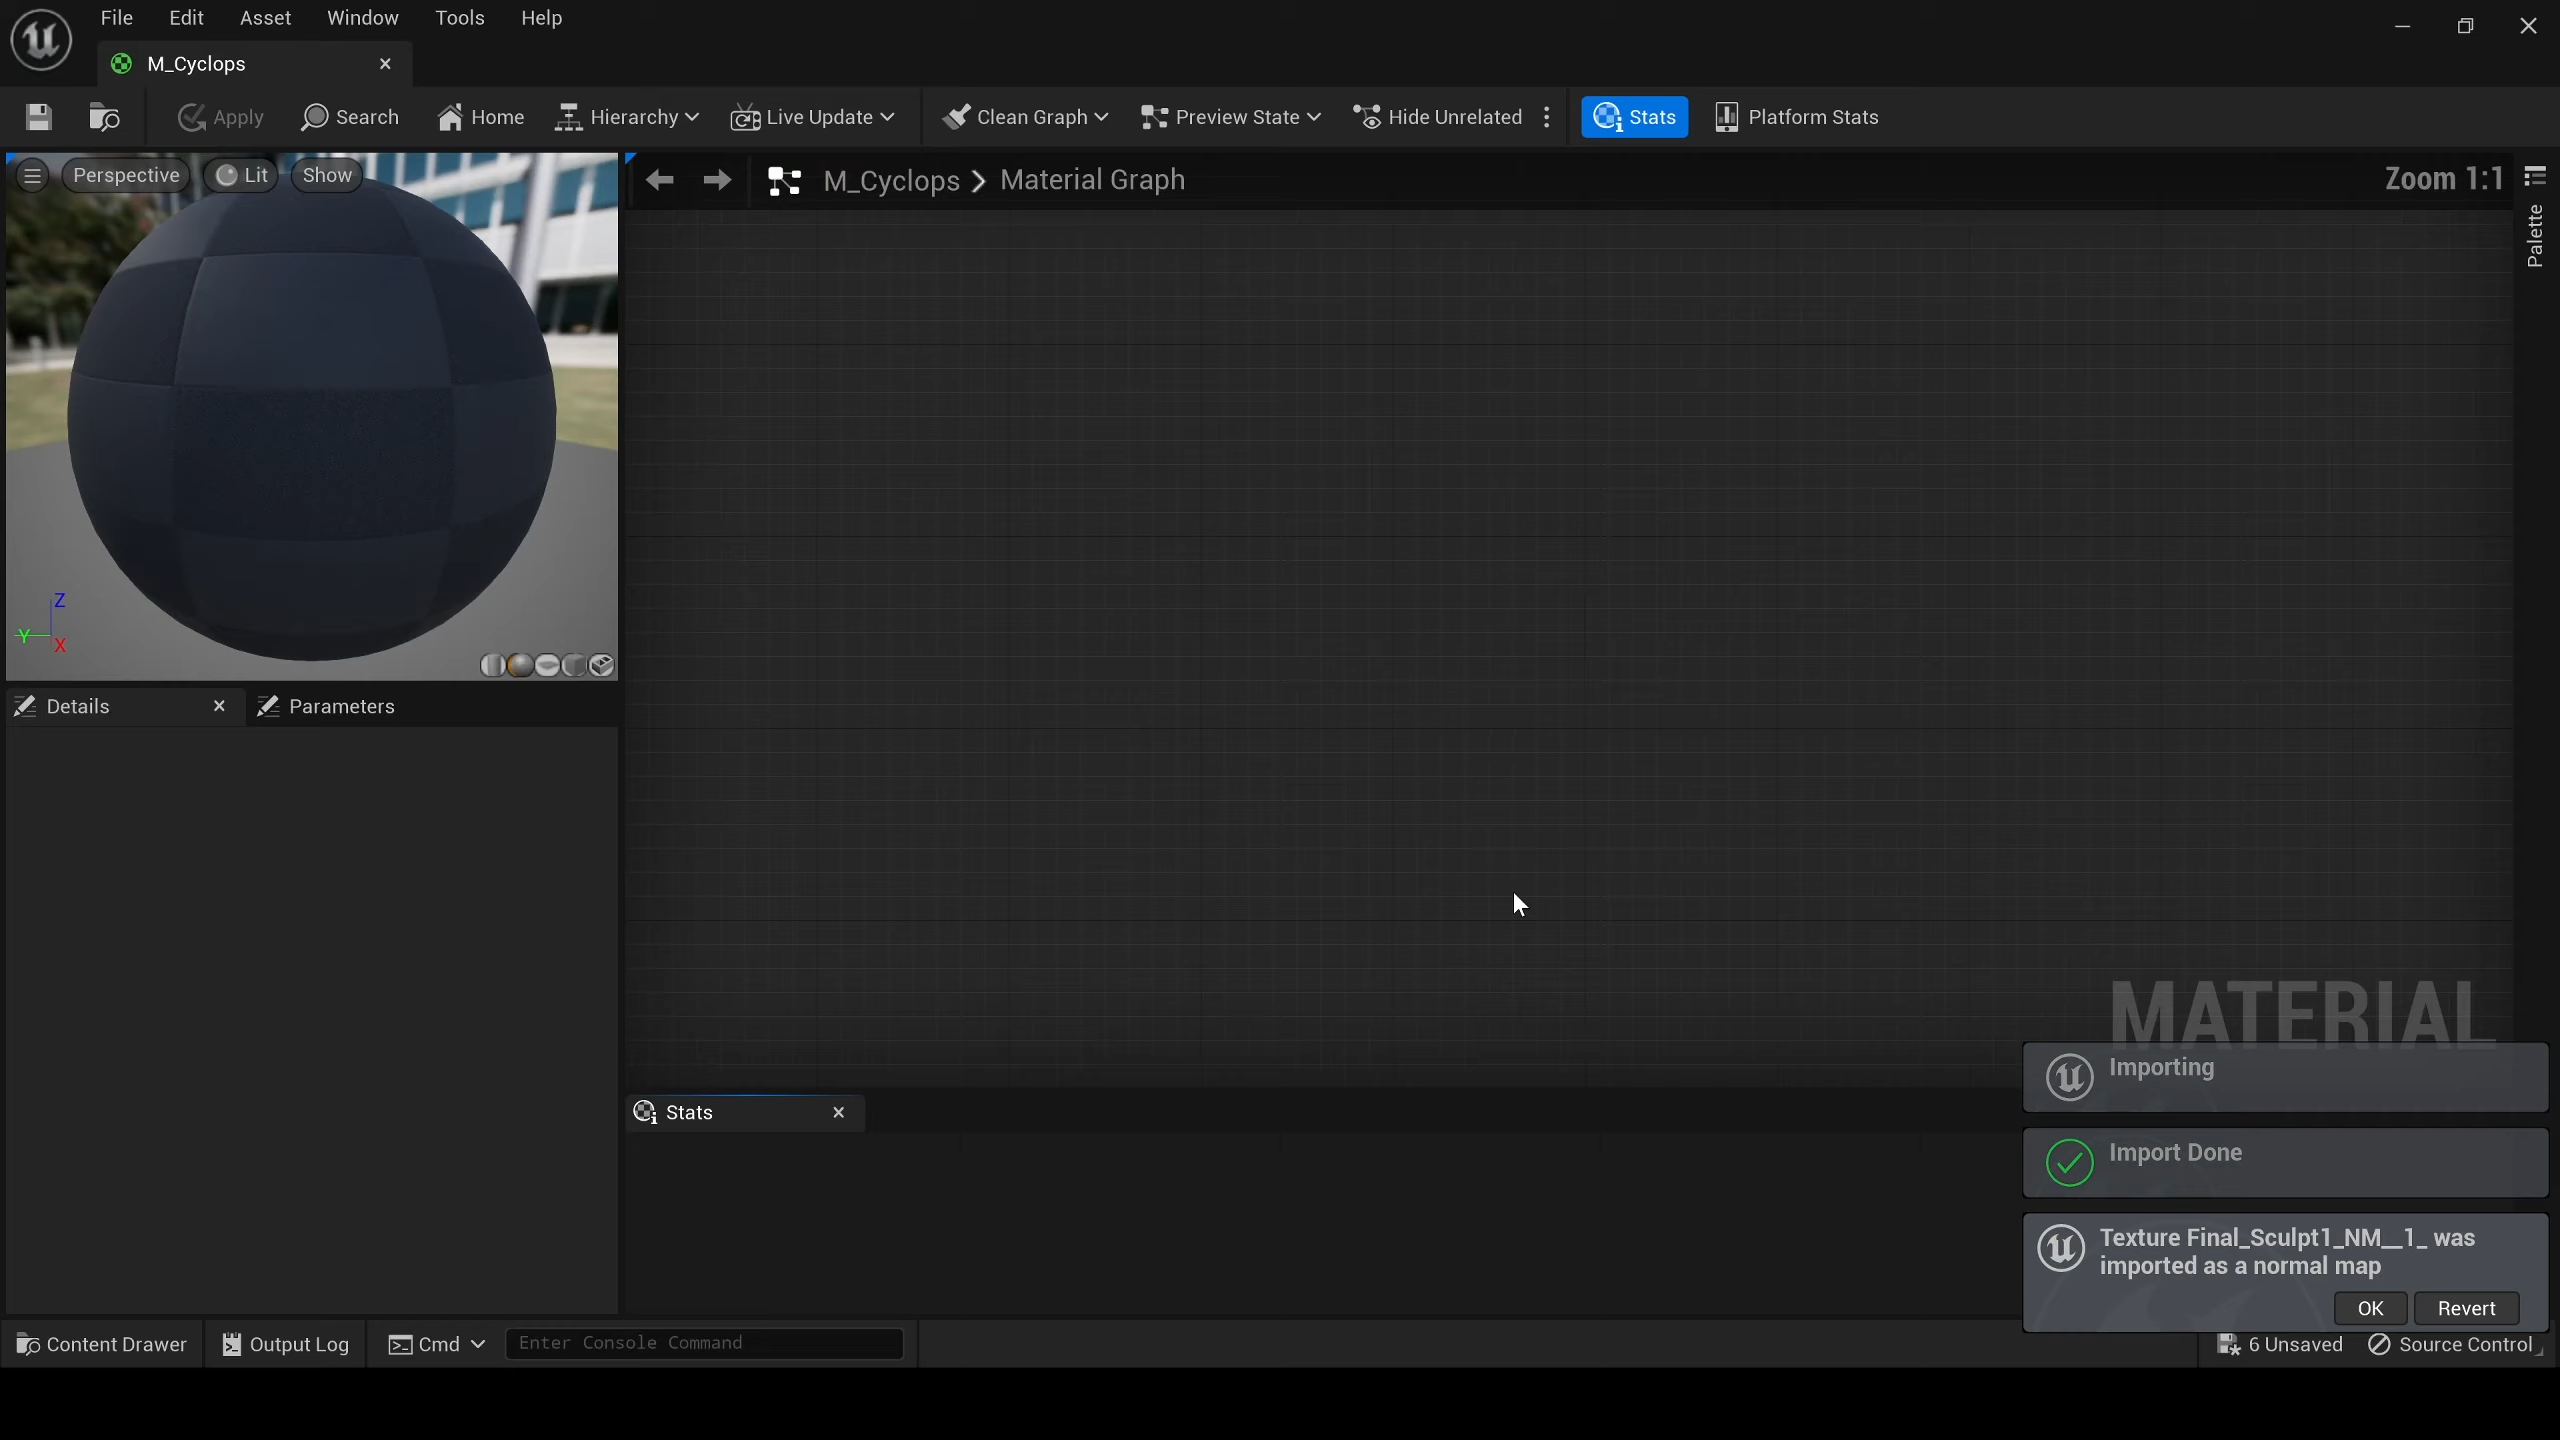 File Edit Asset Window Tools Help
M_Cyclops
Apply Search Home Hierarchy Live Update Clean Graph Preview State Hide Unrelated Stats Platform Stats
Perspective Lit Show
M_Cyclops > Material Graph
Zoom 1:1
Palette
Z
Y
X
Details Parameters
MATERIAL
Importing
Stats
Import Done
Texture Final_Sculpt1_NM__1_ was
imported as a normal map
OK Revert
Content Drawer Output Log Cmd Enter Console Command 6 Unsaved Source Control